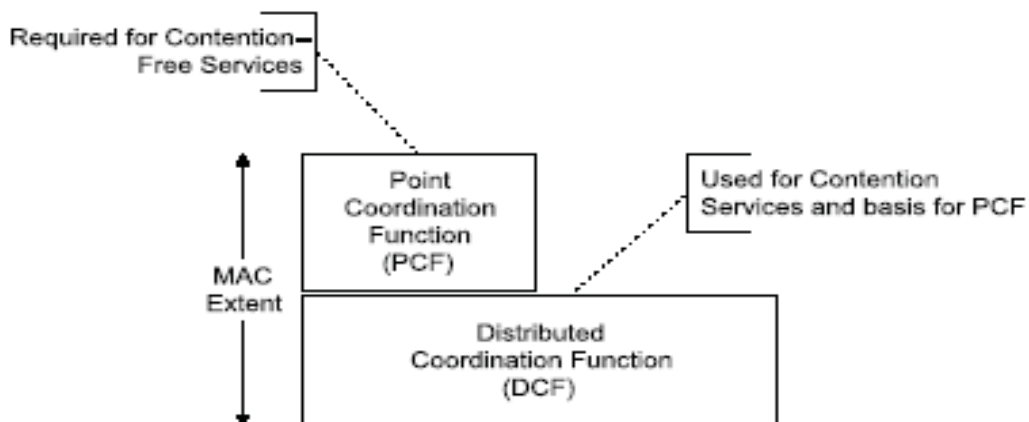 Required for Contention-
Free Services
Point
Coordination
Function
(PCF)
Used for Contention
Services and basis for PCF
MAC
Extent
Distributed
Coordination Function
(DCF)